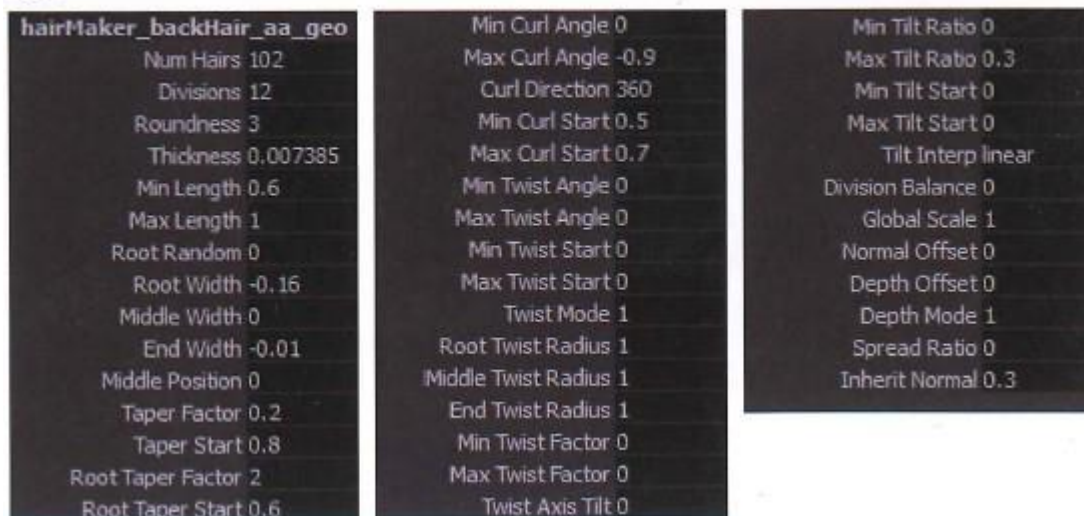 hairMaker_backHair_aa_geo
Num Hairs 102
Divisions 12
Roundness 3
Thickness 0.007385
Min Length 0.6
Max Length 1
Root Random 0
Root Width -0.16
Middle Width 0
End Width -0.01
Middle Position 0
Taper Factor 0.2
Taper Start 0.8
Root Taper Factor 2
Root Taper Start 0.6
Min Curl Angle 0
Max Curl Angle -0.9
Curl Direction 360
Min Curl Start 0.5
Max Curl Start 0.7
Min Twist Angle 0
Max Twist Angle 0
Min Twist Start 0
Max Twist Start 0
Twist Mode 1
Root Twist Radius 1
Middle Twist Radius 1
End Twist Radius 1
Min Twist Factor 0
Max Twist Factor 0
Twist Axis Tilt 0
Min Tilt Ratio 0
Max Tilt Ratio 0.3
Min Tilt Start 0
Max Tilt Start 0
Tilt Interp linear
Division Balance 0
Global Scale 1
Normal Offset 0
Depth Offset 0
Depth Mode 1
Spread Ratio 0
Inherit Normal 0.3